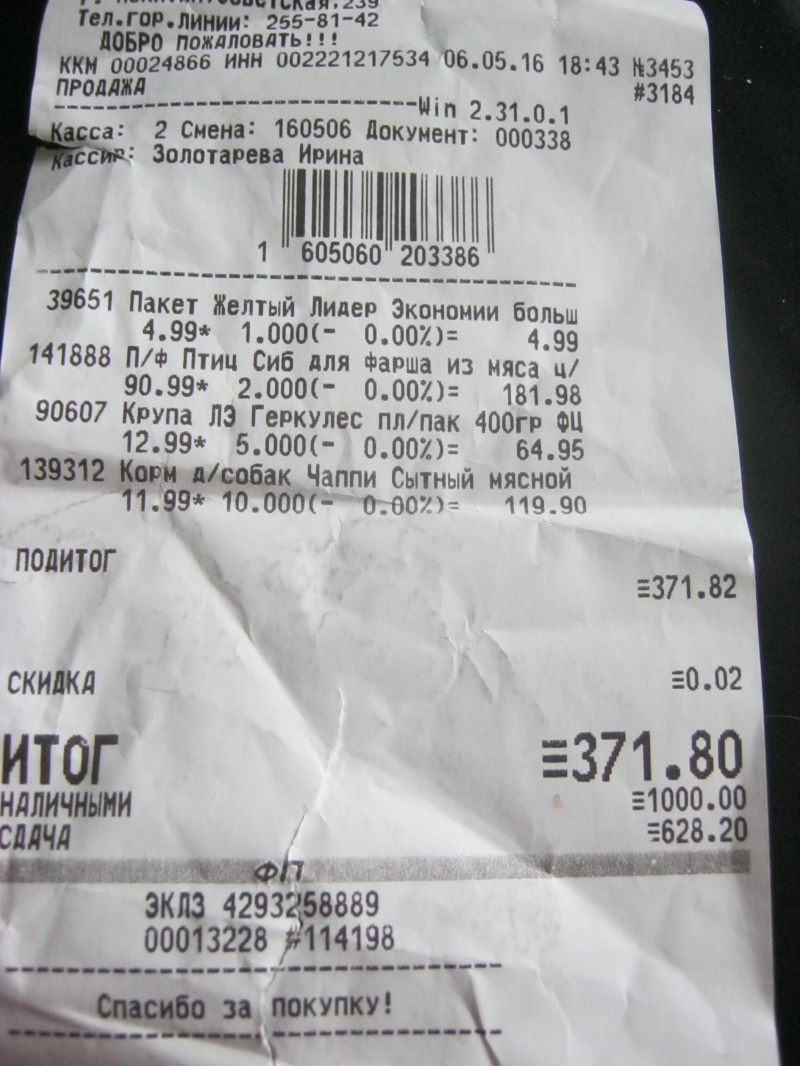 Тел.гор.линии: 255-81-42
ДОБРО ПОЖАЛОВАТЬ!!!
ККМ 00024866 ИНН 002221217534 06.05.16 18:43 №3453
ПРОДАЖА #3184
Win 2.31.0.1
Касса: 2 Смена: 160506 Документ: 000338
Кассир: Золотарева Ирина
1 605060 203386
39651 Пакет Желтый Лидер Экономии больш
4.99* 1.000(- 0.00%)= 4.99
141888 П/ф Птиц Сиб для фарша из мяса ц/
90.99* 2.000(- 0.00%)= 181.98
90607 Крупа ЛЭ Геркулес пл/пак 400гр ФЦ
12.99* 5.000(- 0.00%)= 64.95
139312 Корм д/собак Чаппи Сытный мясной
11.99* 10.000(- 0.00%)= 119.90
ПОДИТОГ
≡371.82
СКИДКА ≡0.02
ИТОГ ≡371.80
НАЛИЧНЫМИ ≡1000.00
СДАЧА ≡628.20
ФП
ЭКЛЗ 4293258889
00013228 #114198
Спасибо за покупку!